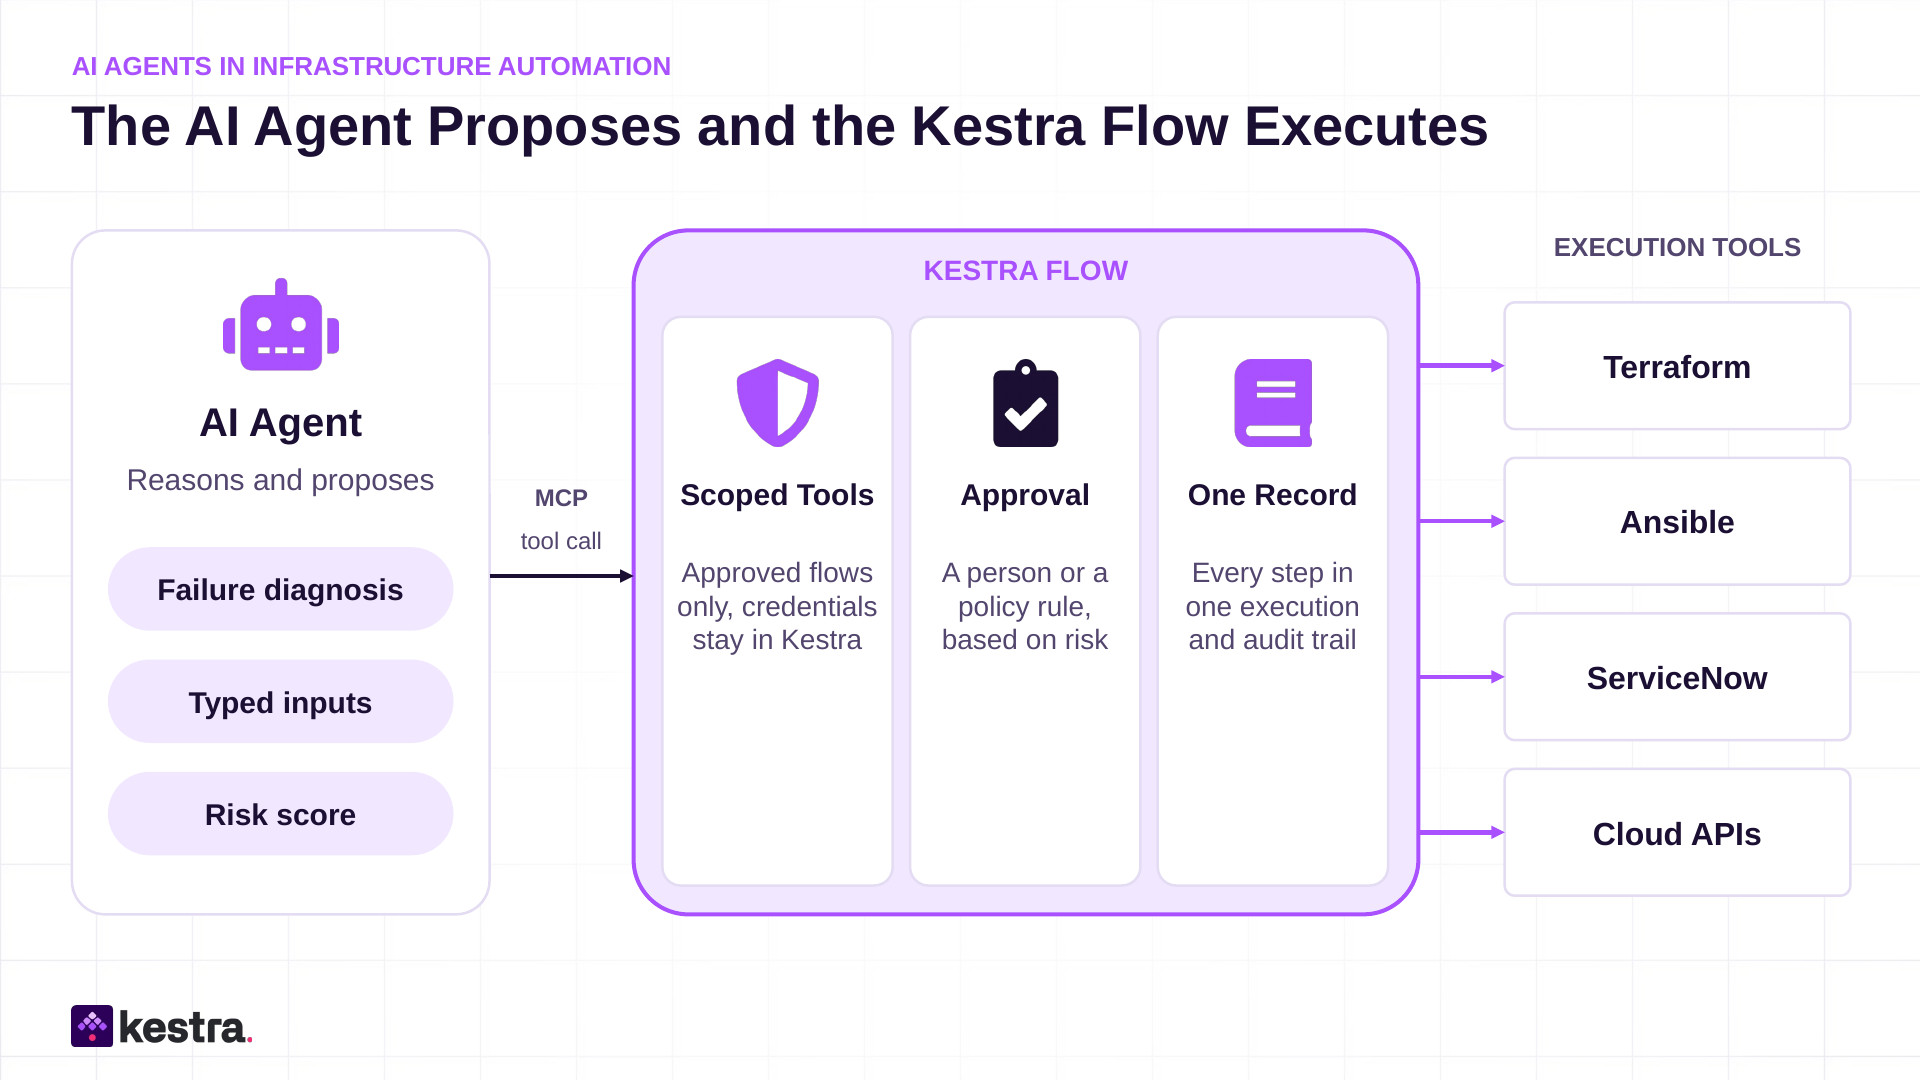 AI AGENTS IN INFRASTRUCTURE AUTOMATION
The AI Agent Proposes and the Kestra Flow Executes
AI Agent
Reasons and proposes
Failure diagnosis
Typed inputs
Risk score
MCP
tool call
KESTRA FLOW
Scoped Tools
Approved flows
only, credentials
stay in Kestra
Approval
A person or a
policy rule,
based on risk
One Record
Every step in
one execution
and audit trail
EXECUTION TOOLS
Terraform
Ansible
ServiceNow
Cloud APIs
kestra.